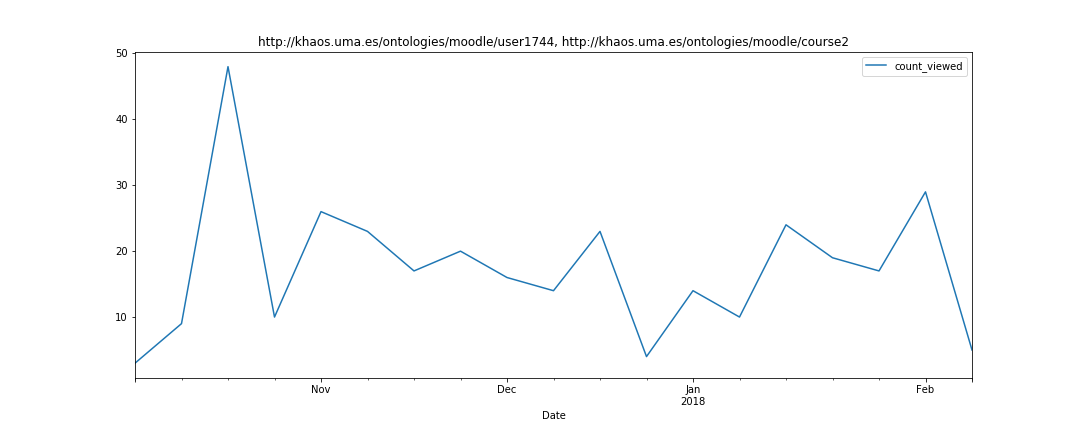 http://khaos.uma.es/ontologies/moodle/user1744, http://khaos.uma.es/ontologies/moodle/course2
count_viewed
50
40
30
20
10
Nov
Dec
Jan
2018
Feb
Date